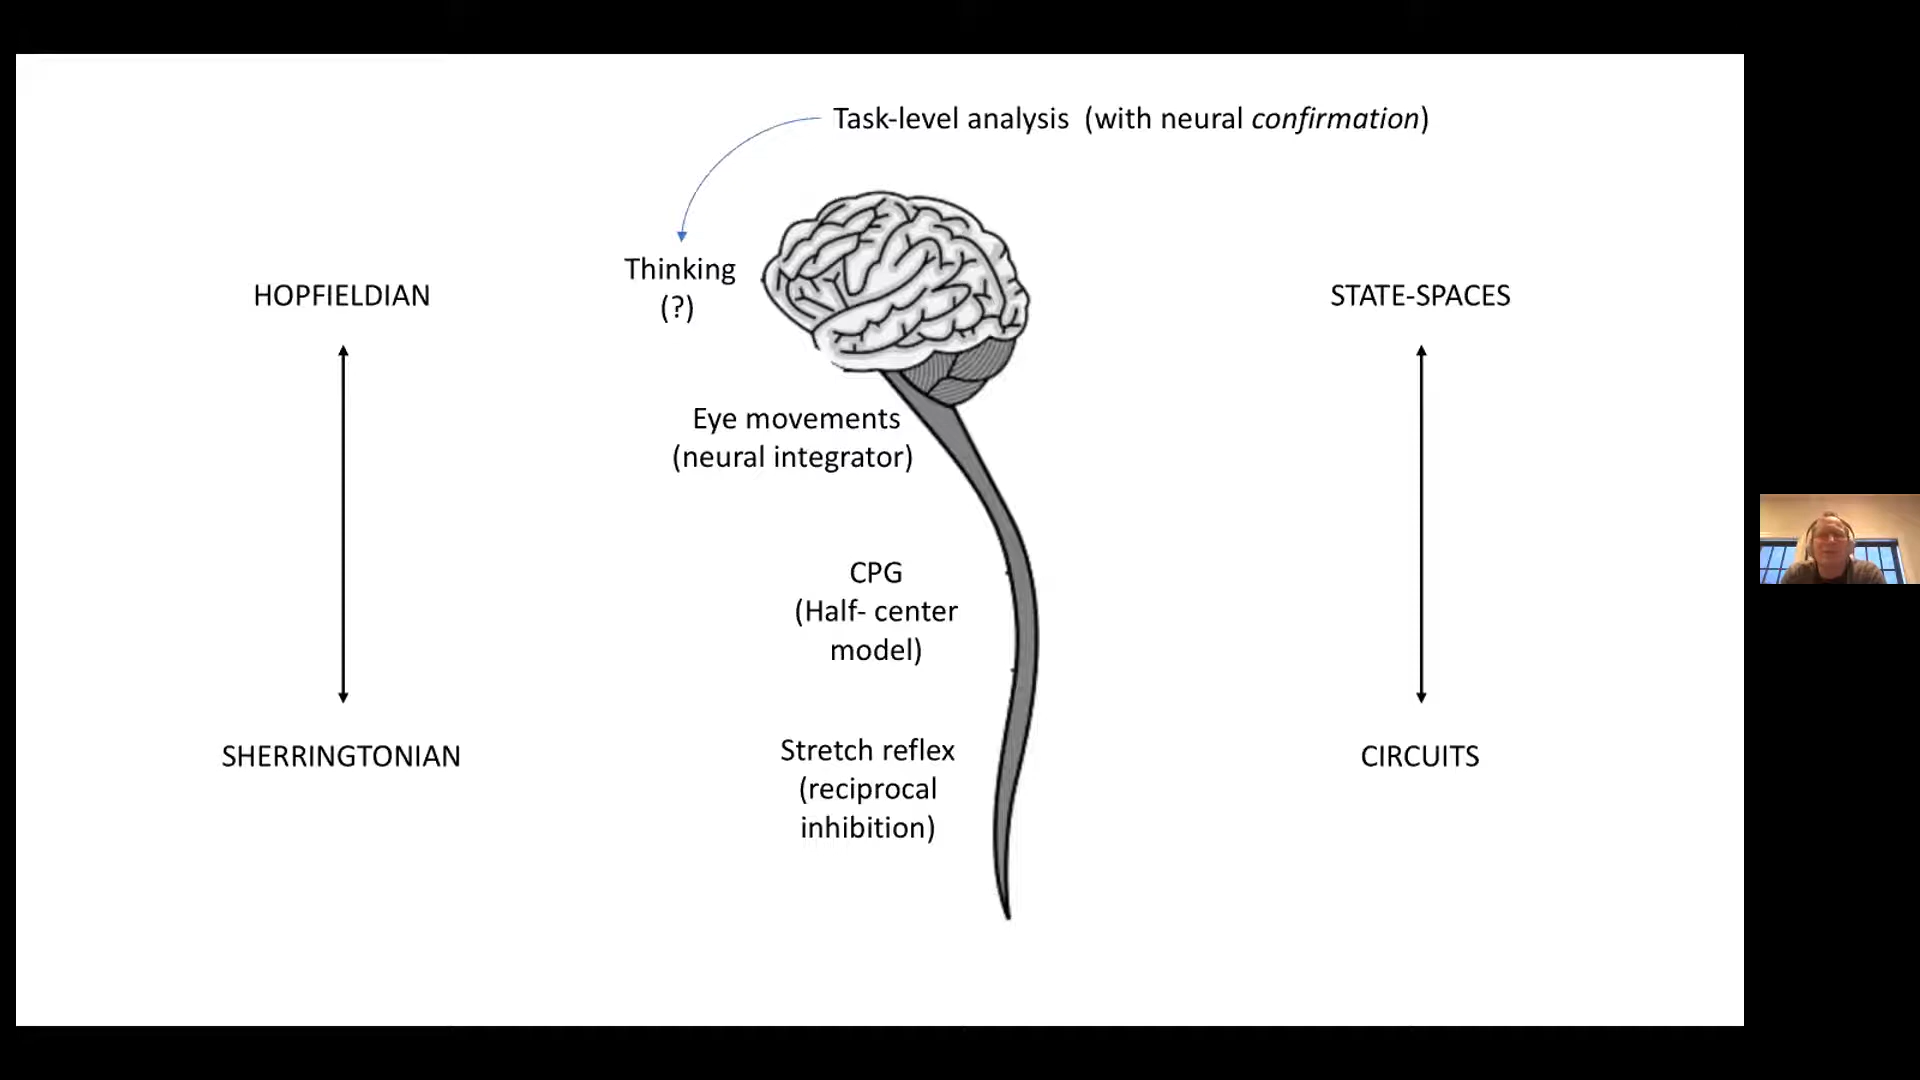 Task-level analysis  (with neural confirmation)
Thinking
(?)
HOPFIELDIAN
STATE-SPACES
Eye movements
(neural integrator)
CPG
(Half- center
model)
Stretch reflex
(reciprocal
inhibition)
SHERRINGTONIAN
CIRCUITS